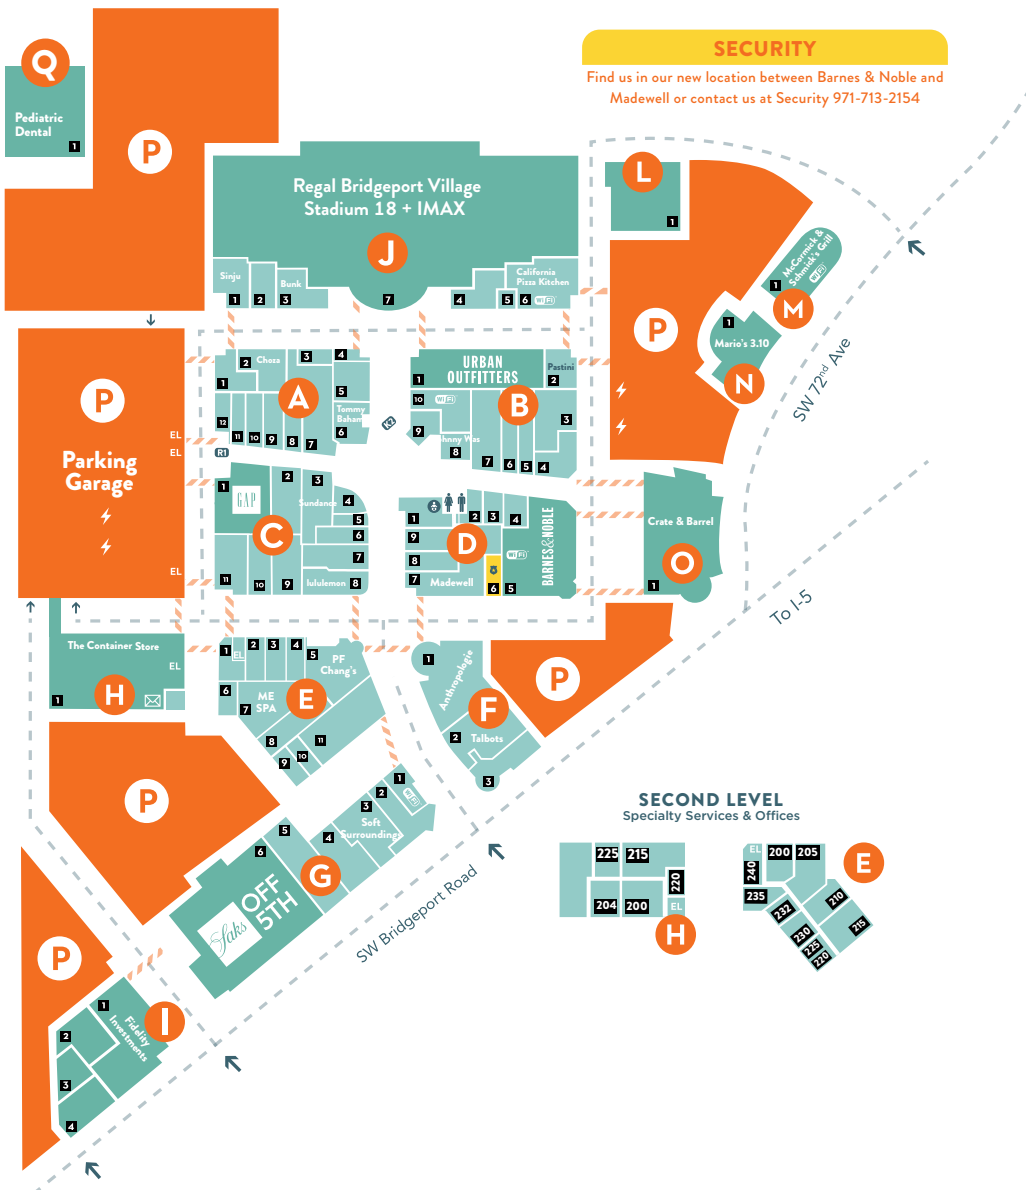 SECURITY
Find us in our new location between Barnes & Noble and
Madewell or contact us at Security 971-713-2154
Q
Pediatric
Dental
1
P
Regal Bridgeport Village
Stadium 18 + IMAX
J
Sinju
1
2
Bunk
3
7
4
5
California
Pizza Kitchen
6
WiFi
L
1
McCormick &
Schmick's Grill
WiFi
1
M
P
1
Mario's 3.10
N
SW 72nd Ave
P
Parking
Garage
EL
EL
EL
R1
K2
A
1
2
Choza
3
4
5
Tommy
Baham
6
7
8
9
10
11
12
B
URBAN
OUTFITTERS
1
Pastini
2
3
4
5
6
7
hnny Was
8
9
10
WiFi
C
1
GAP
2
3
Sundance
4
5
6
7
lululemon
8
9
10
11
D
1
2
3
4
BARNES & NOBLE
WiFi
5
6
Madewell
7
8
9
Crate & Barrel
O
1
To I-5
The Container Store
EL
H
1
E
1
EL
2
3
4
5
PF
Chang's
6
ME
SPA
7
8
9
10
11
F
1
Anthropologie
2
Talbots
3
P
P
G
1
WiFi
2
3
Soft
Surroundings
4
5
6
Saks
OFF
5TH
SW Bridgeport Road
P
I
1
Fidelity
Investments
2
3
4
SECOND LEVEL
Specialty Services & Offices
225
215
220
204
200
EL
H
EL
240
200
205
E
235
210
232
215
230
225
220